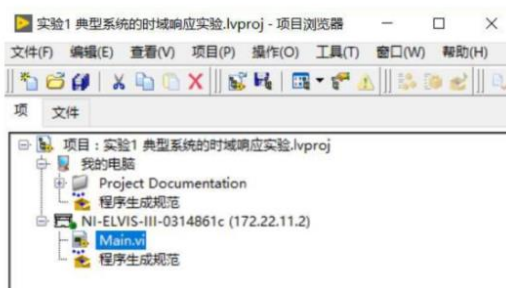 实验1 典型系统的时域响应实验.lvproj - 项目浏览器
文件(F) 编辑(E) 查看(V) 项目(P) 操作(O) 工具(T) 窗口(W) 帮助(H)
项 文件
项目：实验1 典型系统的时域响应实验.lvproj
我的电脑
Project Documentation
程序生成规范
NI-ELVIS-III-0314861c (172.22.11.2)
Main.vi
程序生成规范